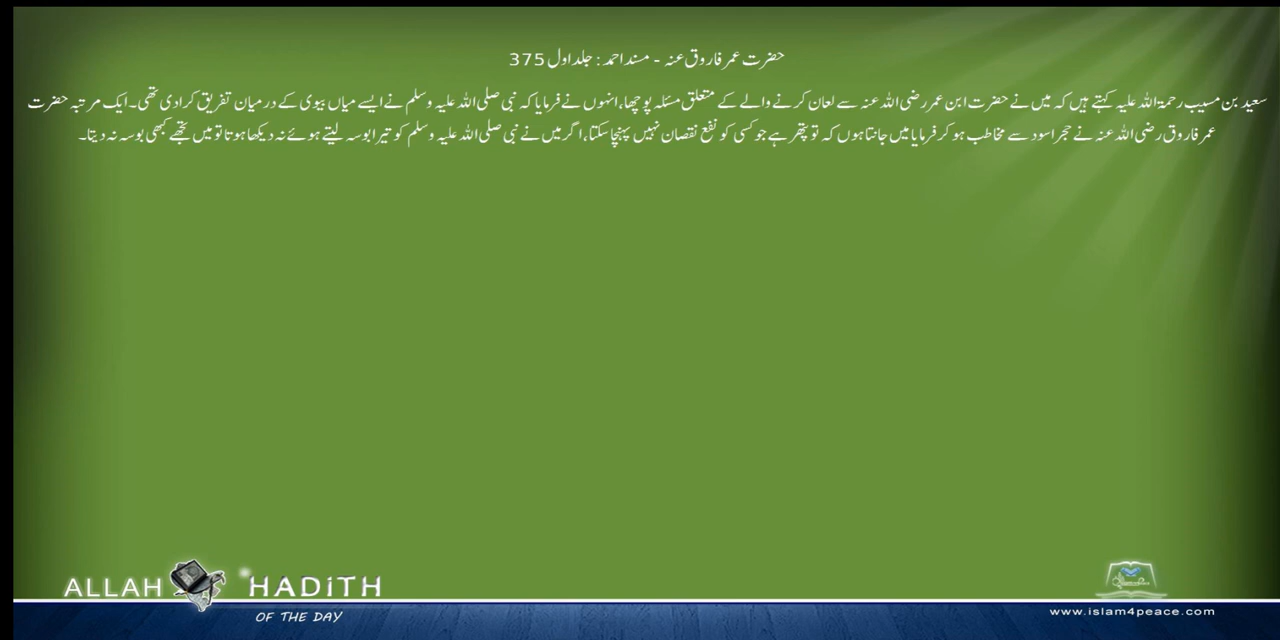 حضرت عمر فاروق عنہ - مسند احمد : جلد اول 375
سعید بن مسیب رحمۃ اللہ علیہ کہتے ہیں کہ میں نے حضرت ابن عمر رضی اللہ عنہ سے لعان کرنے والے کے متعلق مسئلہ پوچھا، انہوں نے فرمایا کہ نبی صلی اللہ علیہ وسلم نے ایسے میاں بیوی کے درمیان تفریق کرا دی تھی۔ ایک مرتبہ حضرت
عمر فاروق رضی اللہ عنہ نے حجر اسود سے مخاطب ہو کر فرمایا میں جانتا ہوں کہ تو پتھر ہے جو کسی کو نفع نقصان نہیں پہنچا سکتا، اگر میں نے نبی صلی اللہ علیہ وسلم کو تیرا بوسہ لیتے ہوئے نہ دیکھا ہوتا تو میں تجھے کبھی بوسہ نہ دیتا۔
ALLAH HADITH
OF THE DAY
www.islam4peace.com